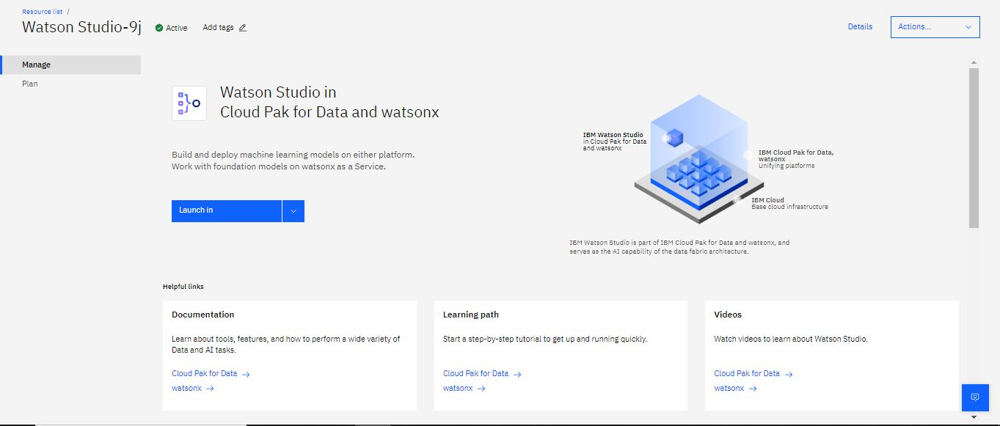 Resource list /
Watson Studio-9j
Active
Add tags
Details
Actions...
Manage
Plan
Watson Studio in
Cloud Pak for Data and watsonx
Build and deploy machine learning models on either platform.
Work with foundation models on watsonx as a Service.
Launch in
IBM Watson Studio
in Cloud Pak for Data
and watsonx
IBM Cloud Pak for Data,
watsonx
Unifying platforms
IBM Cloud
Base cloud infrastructure
IBM Watson Studio is part of IBM Cloud Pak for Data and watsonx, and
serves as the AI capability of the data fabric architecture.
Helpful links
Documentation
Learn about tools, features, and how to perform a wide variety of
Data and AI tasks.
Cloud Pak for Data
watsonx
Learning path
Start a step-by-step tutorial to get up and running quickly.
Cloud Pak for Data
watsonx
Videos
Watch videos to learn about Watson Studio.
Cloud Pak for Data
watsonx